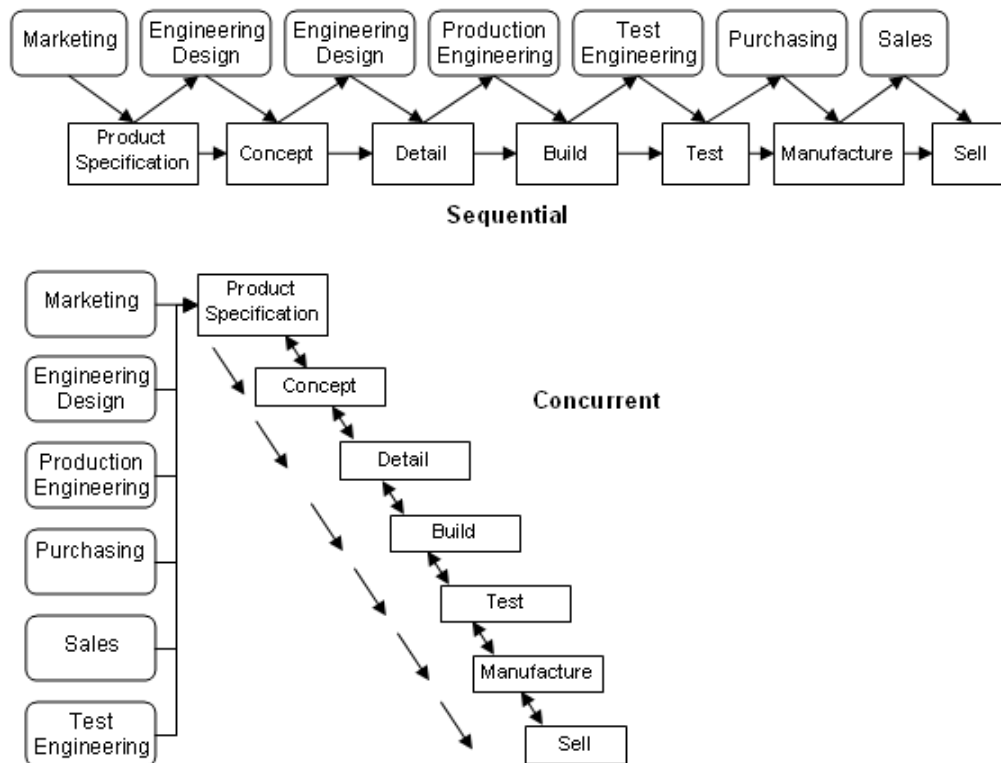 Marketing
Engineering
Design
Engineering
Design
Production
Engineering
Test
Engineering
Purchasing
Sales
Product
Specification
Concept
Detail
Build
Test
Manufacture
Sell
Sequential
Marketing
Engineering
Design
Production
Engineering
Purchasing
Sales
Test
Engineering
Product
Specification
Concept
Detail
Build
Test
Manufacture
Sell
Concurrent